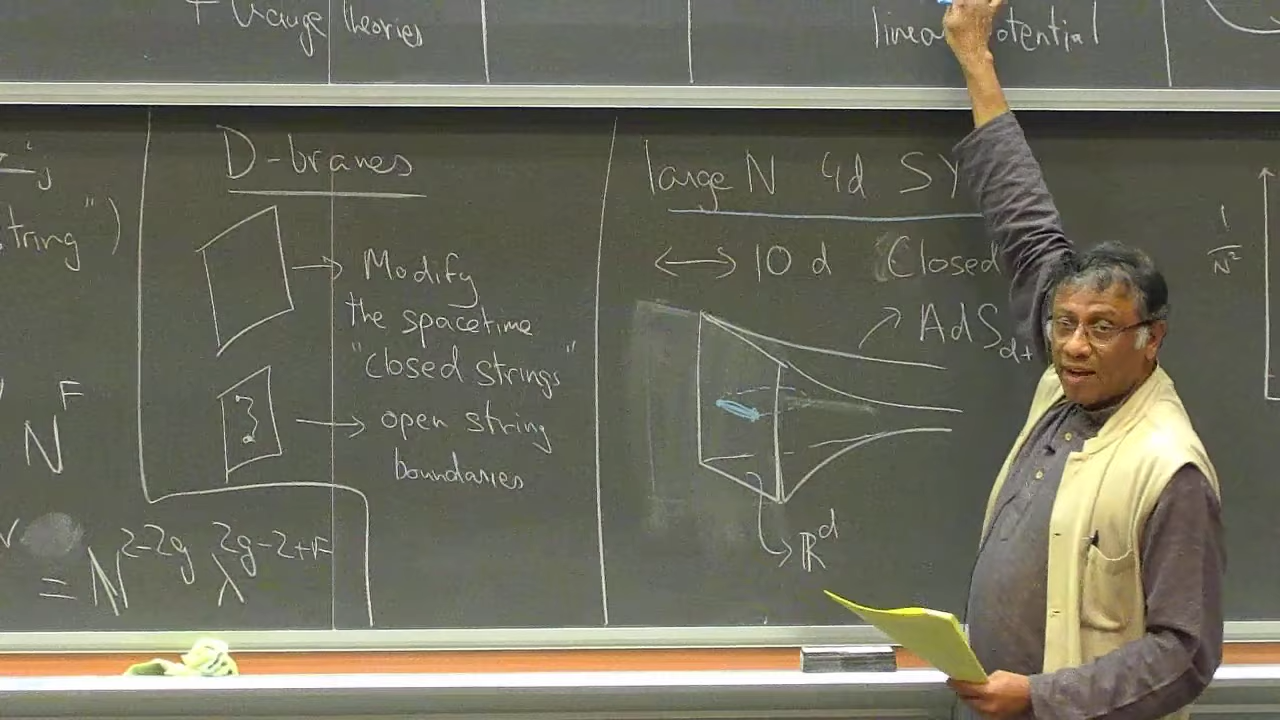 + Gauge theories
linear potential
j
string")
N^F
= N^{2-2g} λ^{2g-2+F}
D-branes
→ Modify
the spacetime
"closed strings"
→ open string
boundaries
large N 4d SY
↔ 10 d Closed
↗ AdS_{d+
ℝ^d
1/N²